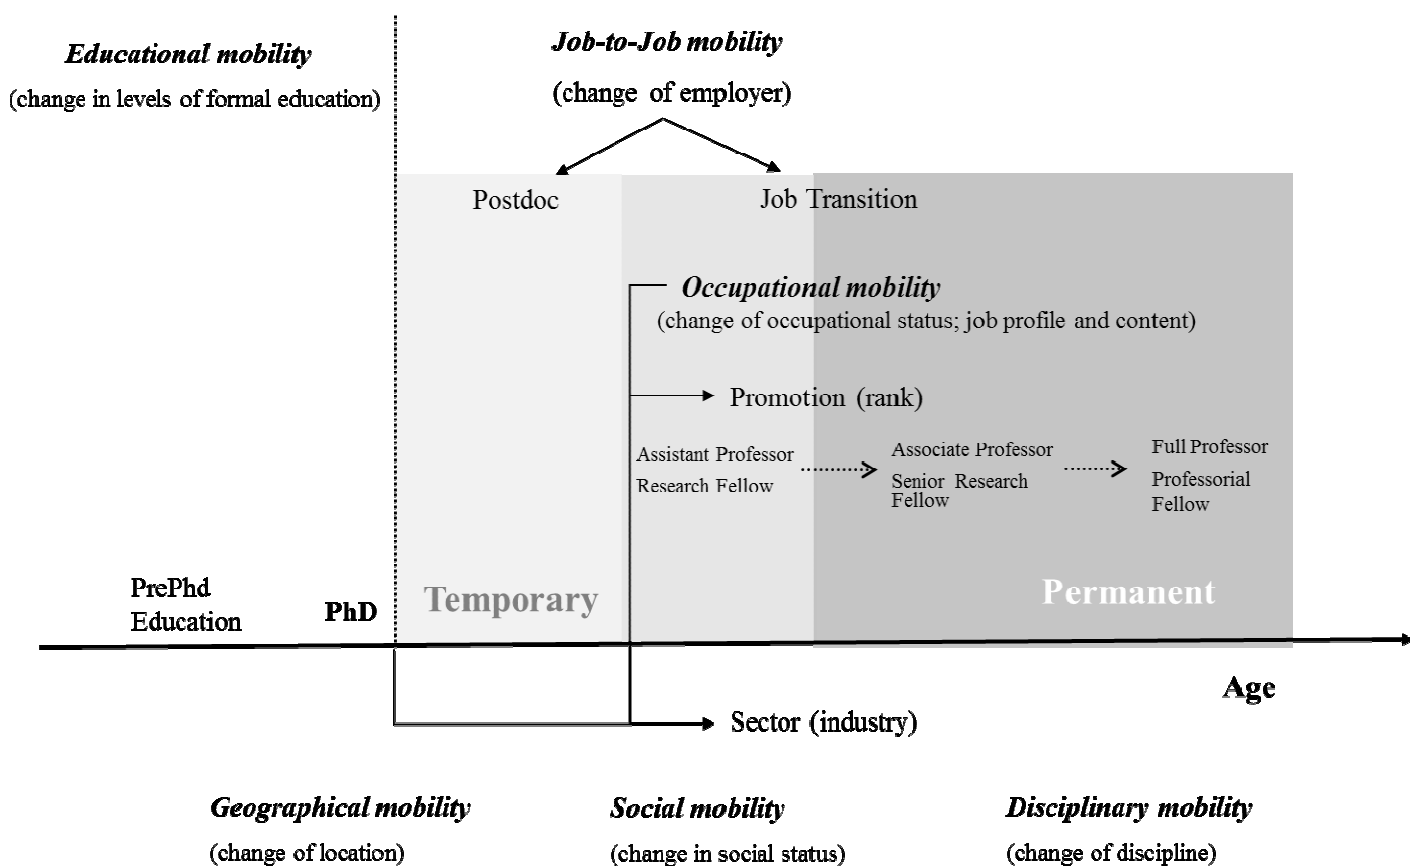 Educational mobility
(change in levels of formal education)
Job-to-Job mobility
(change of employer)
Postdoc
Job Transition
Occupational mobility
(change of occupational status; job profile and content)
Promotion (rank)
Assistant Professor
Research Fellow
Associate Professor
Senior Research
Fellow
Full Professor
Professorial
Fellow
PrePhd
Education
PhD
Temporary
Permanent
Age
Sector (industry)
Geographical mobility
(change of location)
Social mobility
(change in social status)
Disciplinary mobility
(change of discipline)